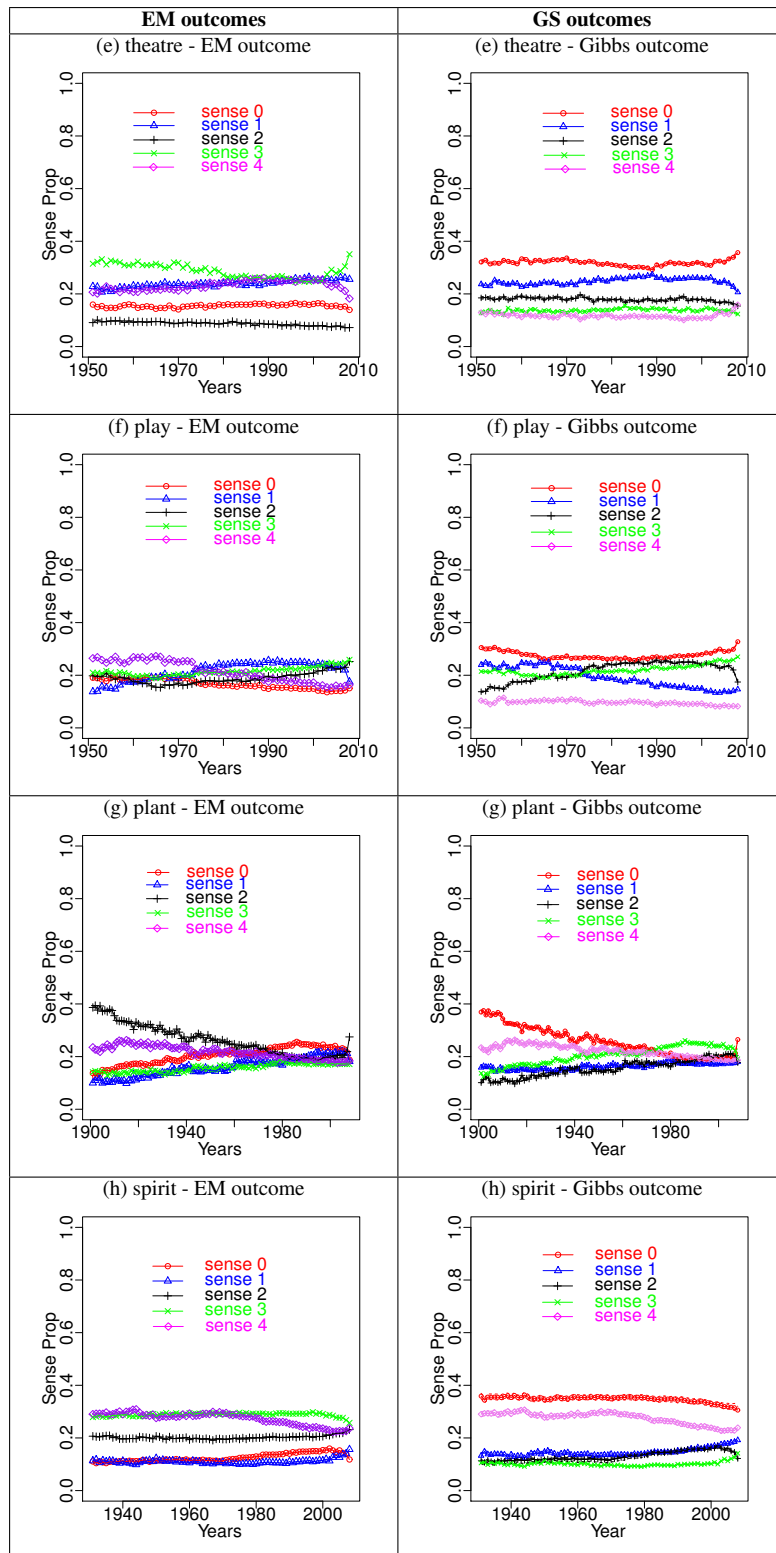 EM outcomes
GS outcomes
(e) theatre - EM outcome
1.0
0.8
0.6
0.4
0.2
0.0
Sense Prop
sense 0
sense 1
sense 2
sense 3
sense 4
1950 1970 1990 2010
Years
(e) theatre - Gibbs outcome
1.0
0.8
0.6
0.4
0.2
0.0
Sense Prop
sense 0
sense 1
sense 2
sense 3
sense 4
1950 1970 1990 2010
Year
(f) play - EM outcome
1.0
0.8
0.6
0.4
0.2
0.0
Sense Prop
sense 0
sense 1
sense 2
sense 3
sense 4
1950 1970 1990 2010
Years
(f) play - Gibbs outcome
1.0
0.8
0.6
0.4
0.2
0.0
Sense Prop
sense 0
sense 1
sense 2
sense 3
sense 4
1950 1970 1990 2010
Year
(g) plant - EM outcome
1.0
0.8
0.6
0.4
0.2
0.0
Sense Prop
sense 0
sense 1
sense 2
sense 3
sense 4
1900 1940 1980
Years
(g) plant - Gibbs outcome
1.0
0.8
0.6
0.4
0.2
0.0
Sense Prop
sense 0
sense 1
sense 2
sense 3
sense 4
1900 1940 1980
Year
(h) spirit - EM outcome
1.0
0.8
0.6
0.4
0.2
0.0
Sense Prop
sense 0
sense 1
sense 2
sense 3
sense 4
1940 1960 1980 2000
Years
(h) spirit - Gibbs outcome
1.0
0.8
0.6
0.4
0.2
0.0
Sense Prop
sense 0
sense 1
sense 2
sense 3
sense 4
1940 1960 1980 2000
Year